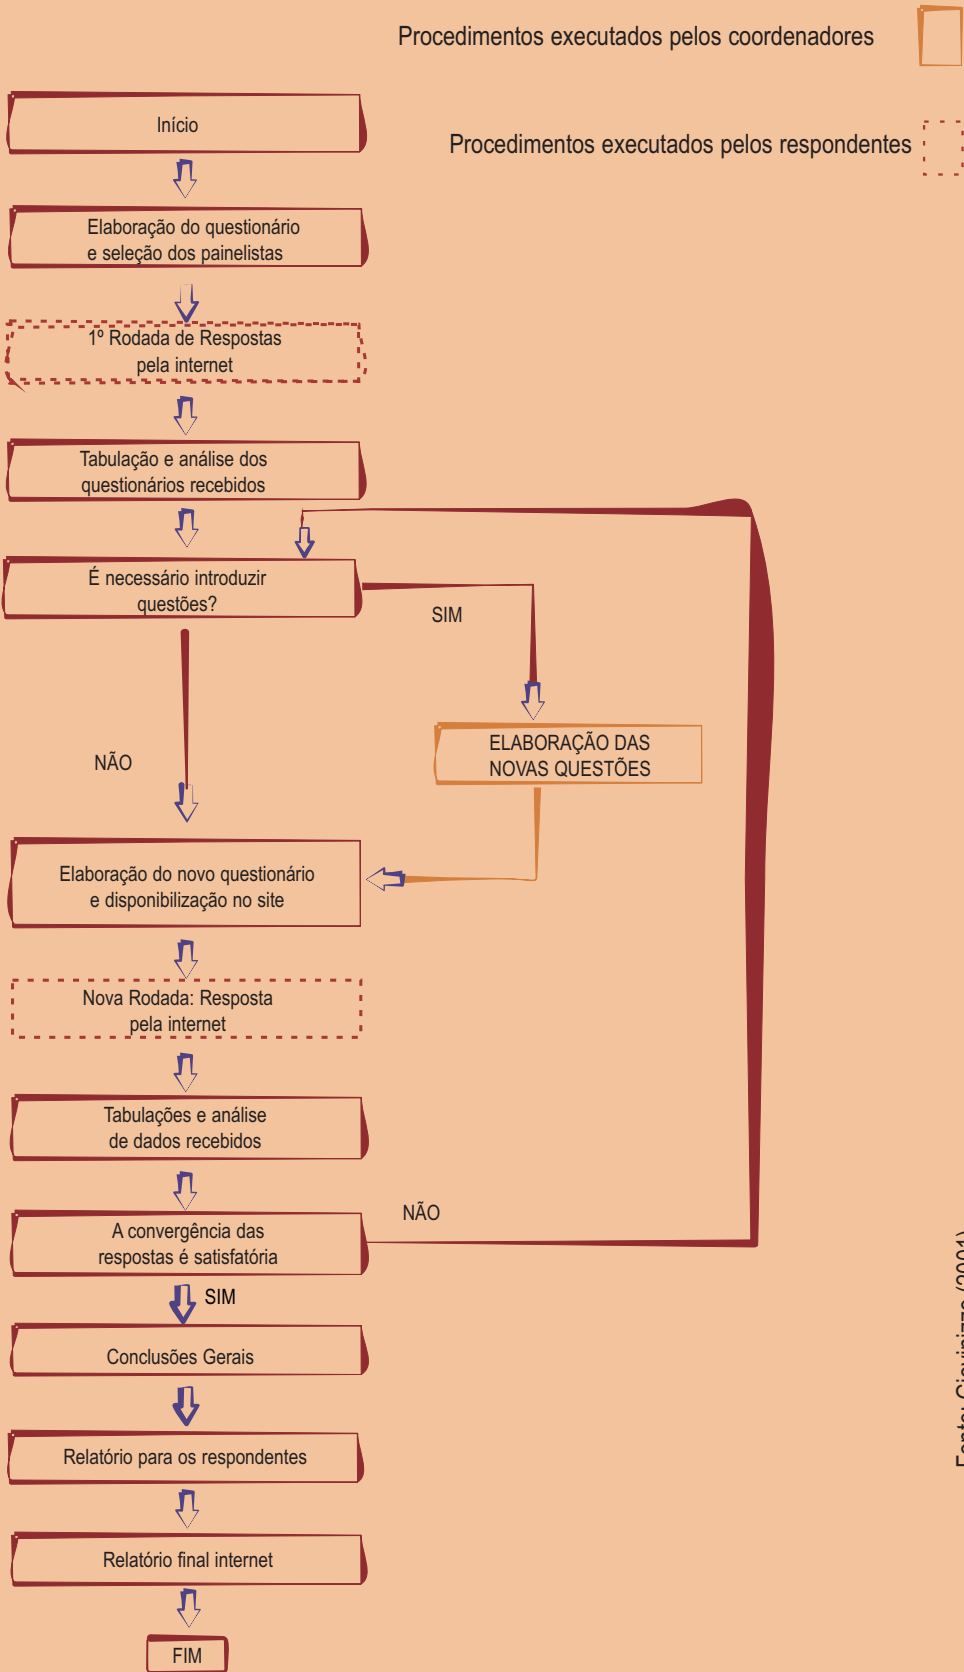 Procedimentos executados pelos coordenadores
Procedimentos executados pelos respondentes
Início
Elaboração do questionário
e seleção dos painelistas
1º Rodada de Respostas
pela internet
Tabulação e análise dos
questionários recebidos
É necessário introduzir
questões?
SIM
ELABORAÇÃO DAS
NOVAS QUESTÕES
NÃO
Elaboração do novo questionário
e disponibilização no site
Nova Rodada: Resposta
pela internet
Tabulações e análise
de dados recebidos
A convergência das
respostas é satisfatória
NÃO
SIM
Conclusões Gerais
Relatório para os respondentes
Relatório final internet
FIM
(2001)